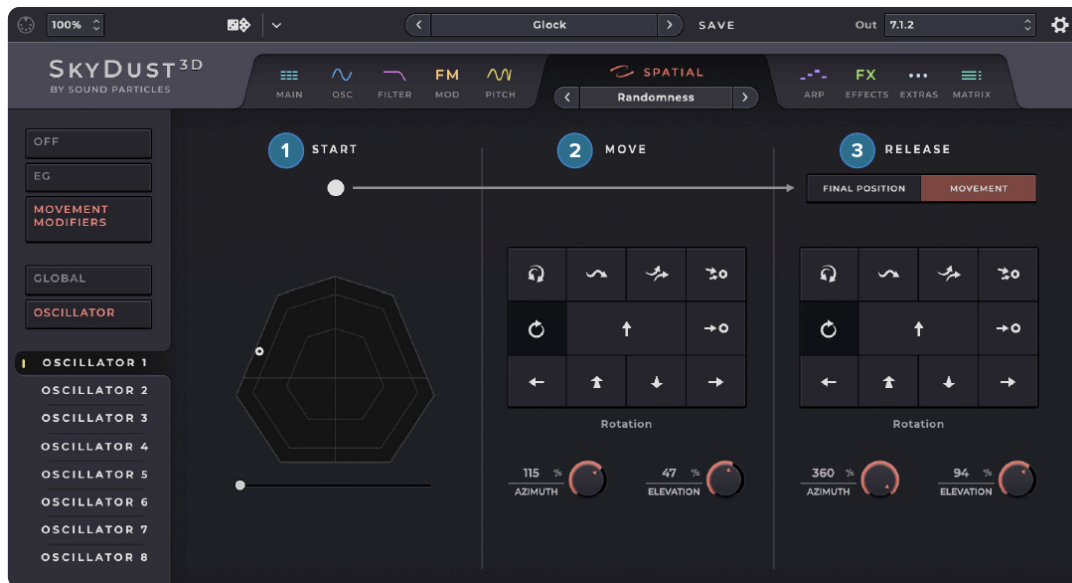 100%
Glock
SAVE
Out 7.1.2
SKYDUST 3D
BY SOUND PARTICLES
MAIN
OSC
FILTER
FM
MOD
PITCH
SPATIAL
Randomness
ARP
FX
EFFECTS
EXTRAS
MATRIX
OFF
EG
MOVEMENT
MODIFIERS
GLOBAL
OSCILLATOR
OSCILLATOR 1
OSCILLATOR 2
OSCILLATOR 3
OSCILLATOR 4
OSCILLATOR 5
OSCILLATOR 6
OSCILLATOR 7
OSCILLATOR 8
1 START
2 MOVE
Rotation
115 %
AZIMUTH
47 %
ELEVATION
3 RELEASE
FINAL POSITION
MOVEMENT
Rotation
360 %
AZIMUTH
94 %
ELEVATION